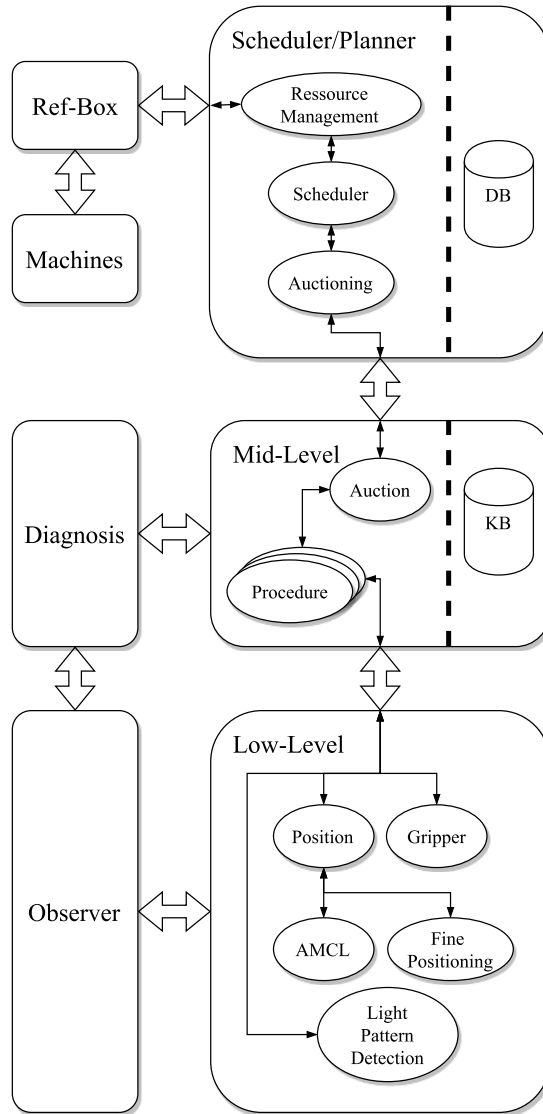 Scheduler/Planner
Ref-Box
Ressource
Management
Scheduler
DB
Machines
Auctioning
Mid-Level
Auction
KB
Diagnosis
Procedure
Low-Level
Position
Gripper
Observer
AMCL
Fine
Positioning
Light
Pattern
Detection